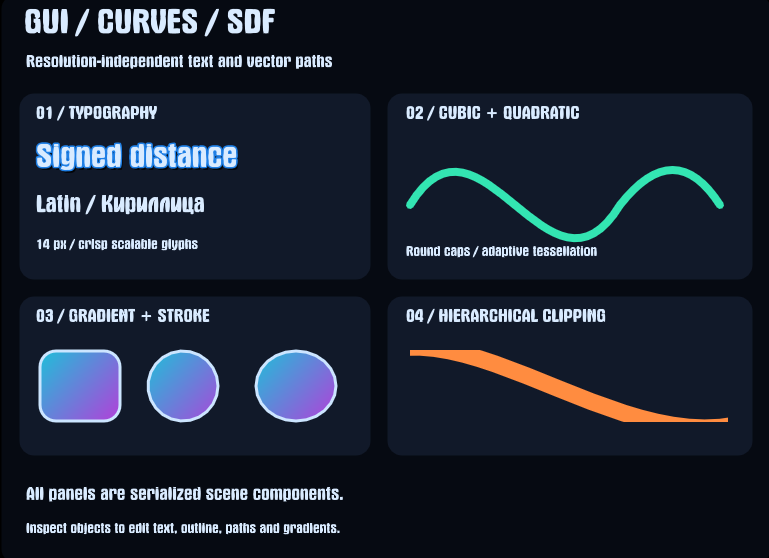 GUI / CURVES / SDF
Resolution-independent text and vector paths
01 / TYPOGRAPHY
Signed distance
Latin / Кириллица
14 px / crisp scalable glyphs
02 / CUBIC + QUADRATIC
Round caps / adaptive tessellation
03 / GRADIENT + STROKE
04 / HIERARCHICAL CLIPPING
All panels are serialized scene components.
Inspect objects to edit text, outline, paths and gradients.